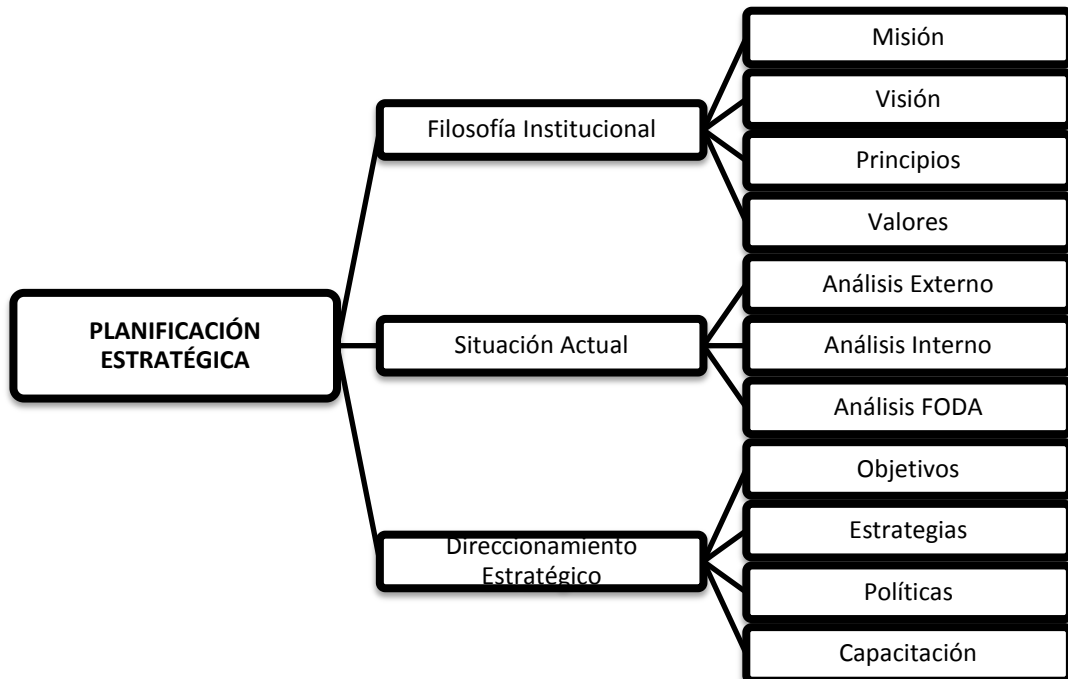 PLANIFICACIÓN
ESTRATÉGICA
Filosofía Institucional
Misión
Visión
Principios
Valores
Situación Actual
Análisis Externo
Análisis Interno
Análisis FODA
Direccionamiento
Estratégico
Objetivos
Estrategias
Políticas
Capacitación